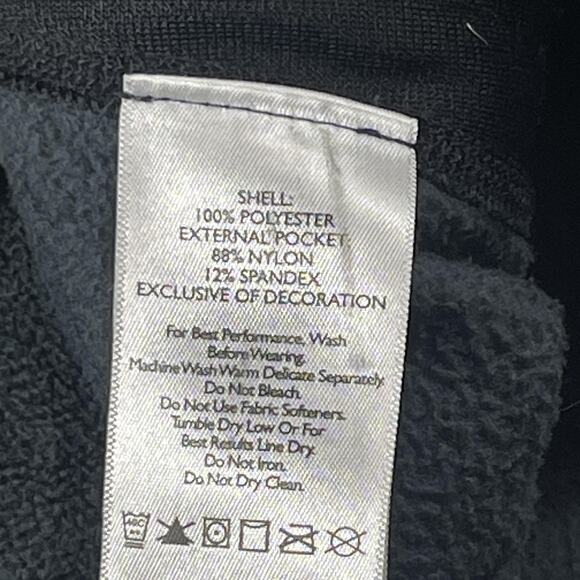 SHELL:
100% POLYESTER
EXTERNAL POCKET:
88% NYLON
12% SPANDEX
EXCLUSIVE OF DECORATION
For Best Performance, Wash
Before Wearing.
Machine Wash Warm Delicate Separately.
Do Not Bleach.
Do Not Use Fabric Softeners.
Tumble Dry Low Or For
Best Results Line Dry.
Do Not Iron.
Do Not Dry Clean.